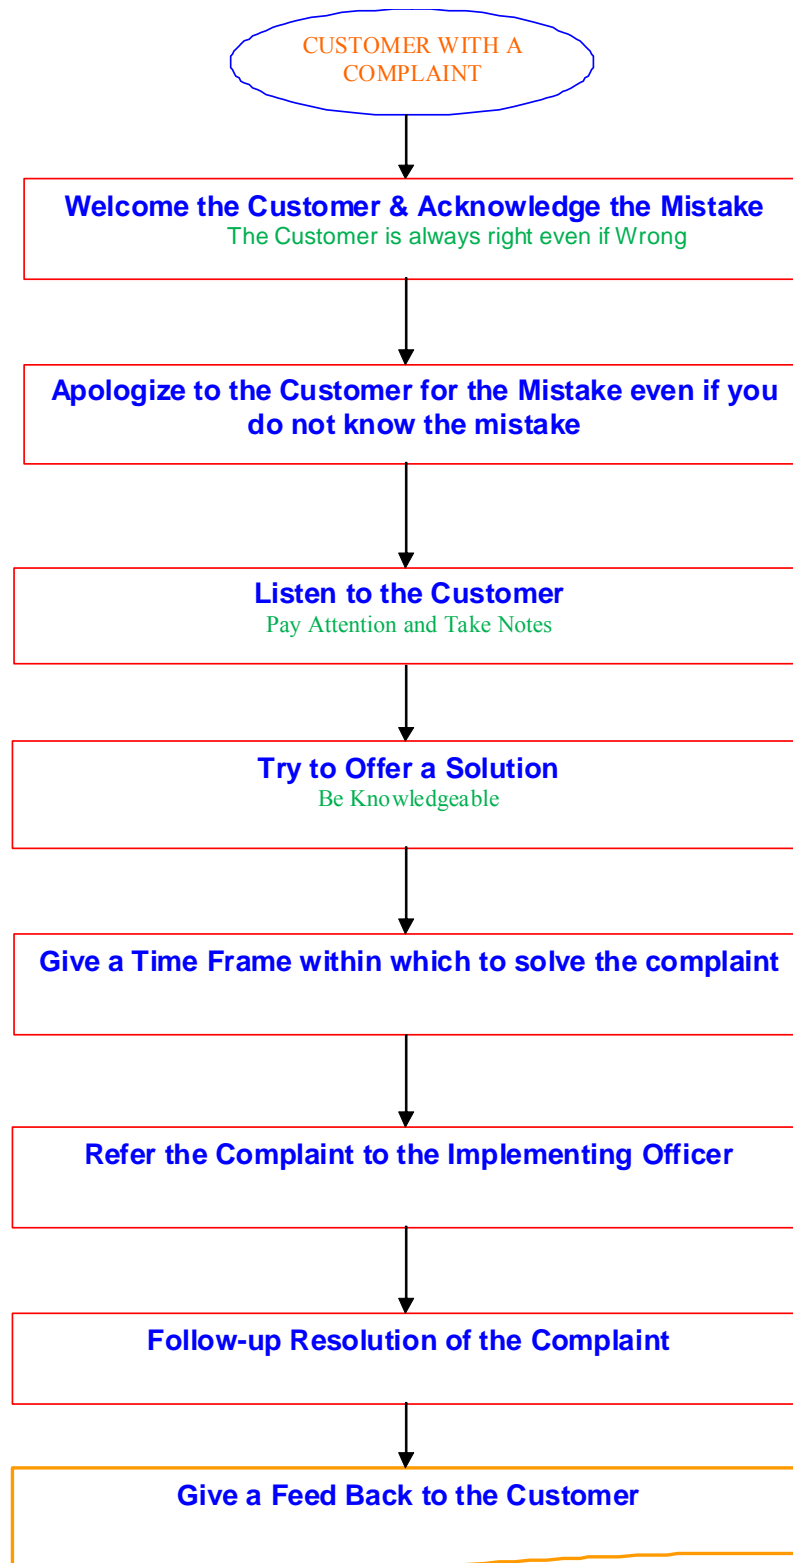 CUSTOMER WITH A
COMPLAINT
Welcome the Customer & Acknowledge the Mistake
The Customer is always right even if Wrong
Apologize to the Customer for the Mistake even if you
do not know the mistake
Listen to the Customer
Pay Attention and Take Notes
Try to Offer a Solution
Be Knowledgeable
Give a Time Frame within which to solve the complaint
Refer the Complaint to the Implementing Officer
Follow-up Resolution of the Complaint
Give a Feed Back to the Customer